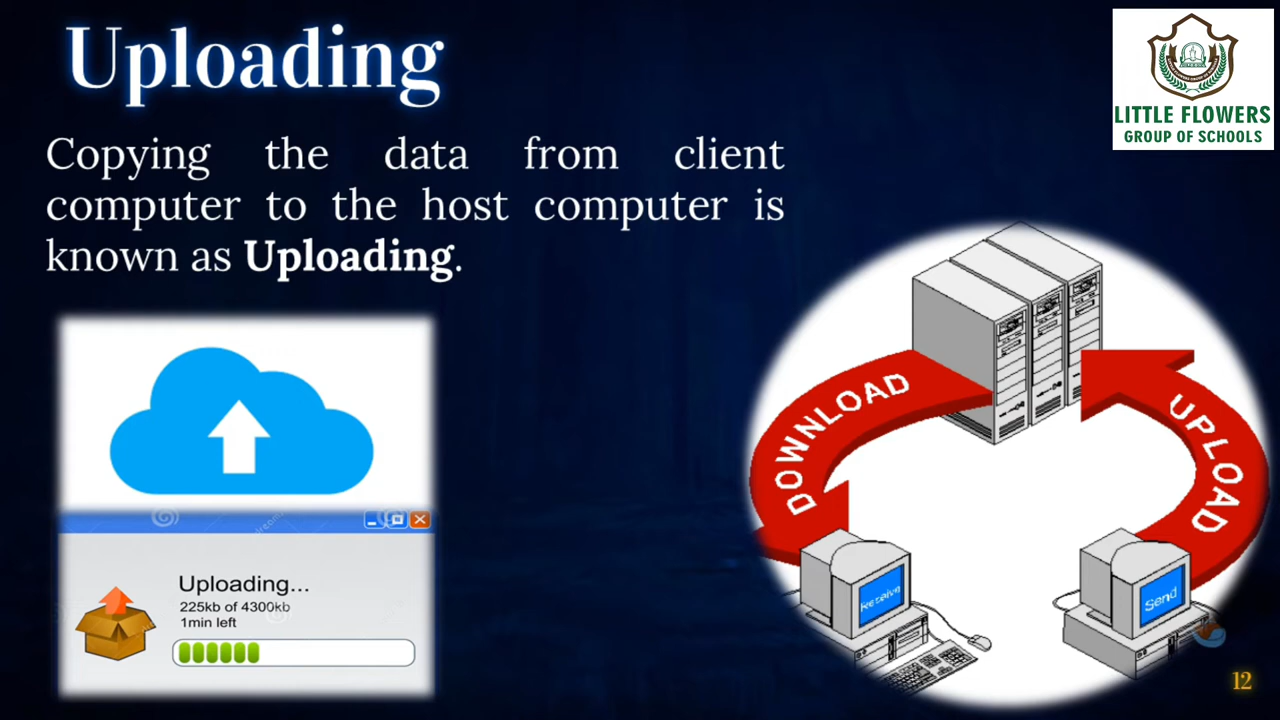 Uploading
LITTLE FLOWERS
GROUP OF SCHOOLS
Copying the data from client
computer to the host computer is
known as Uploading.
DOWNLOAD
UPLOAD
Uploading...
225kb of 4300kb
1min left
Receive
Send
12